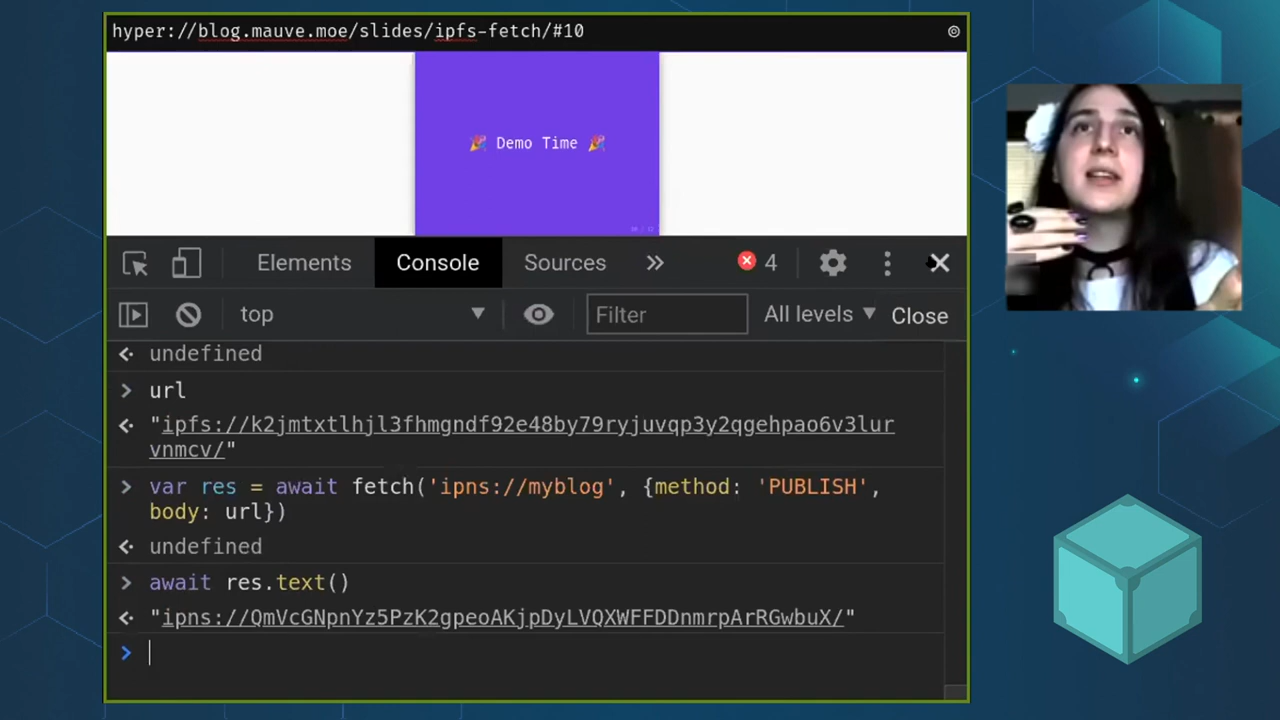 hyper://blog.mauve.moe/slides/ipfs-fetch/#10
🎉 Demo Time 🎉
Elements Console Sources » 4
top Filter All levels Close
undefined
url
"ipfs://k2jmtxtlhjl3fhmgndf92e48by79ryjuvqp3y2qgehpao6v3lur
vnmcv/"
var res = await fetch('ipns://myblog', {method: 'PUBLISH',
body: url})
undefined
await res.text()
"ipns://QmVcGNpnYz5PzK2gpeoAKjpDyLVQXWFFDDnmrpArRGwbuX/"